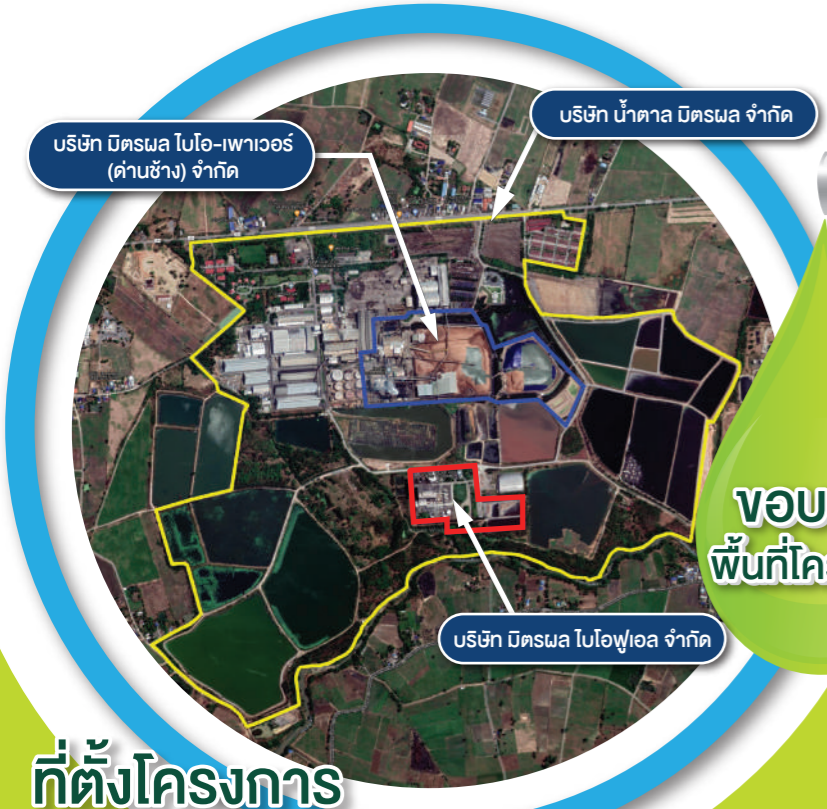 บริษัท น้ำตาล มิตรผล จำกัด
บริษัท มิตรผล ไบโอ-เพาเวอร์
(ด่านช้าง) จำกัด
ขอบ
พื้นที่โคร
บริษัท มิตรผล ไบโอฟูเอล จำกัด
ที่ตั้งโครงการ